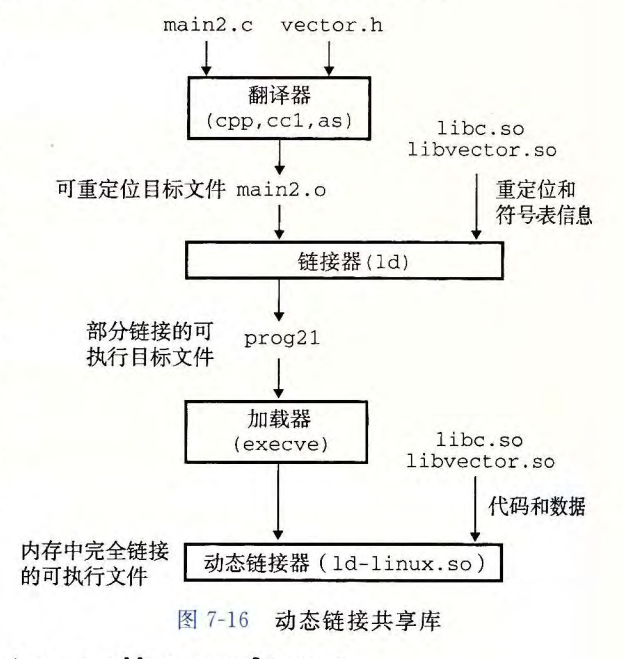 main2.c vector.h
翻译器
(cpp,cc1,as)
libc.so
libvector.so
可重定位目标文件 main2.o
重定位和
符号表信息
链接器(ld)
部分链接的可
执行目标文件
prog21
加载器
(execve)
libc.so
libvector.so
代码和数据
内存中完全链接
的可执行文件
动态链接器(ld-linux.so)
图 7-16 动态链接共享库